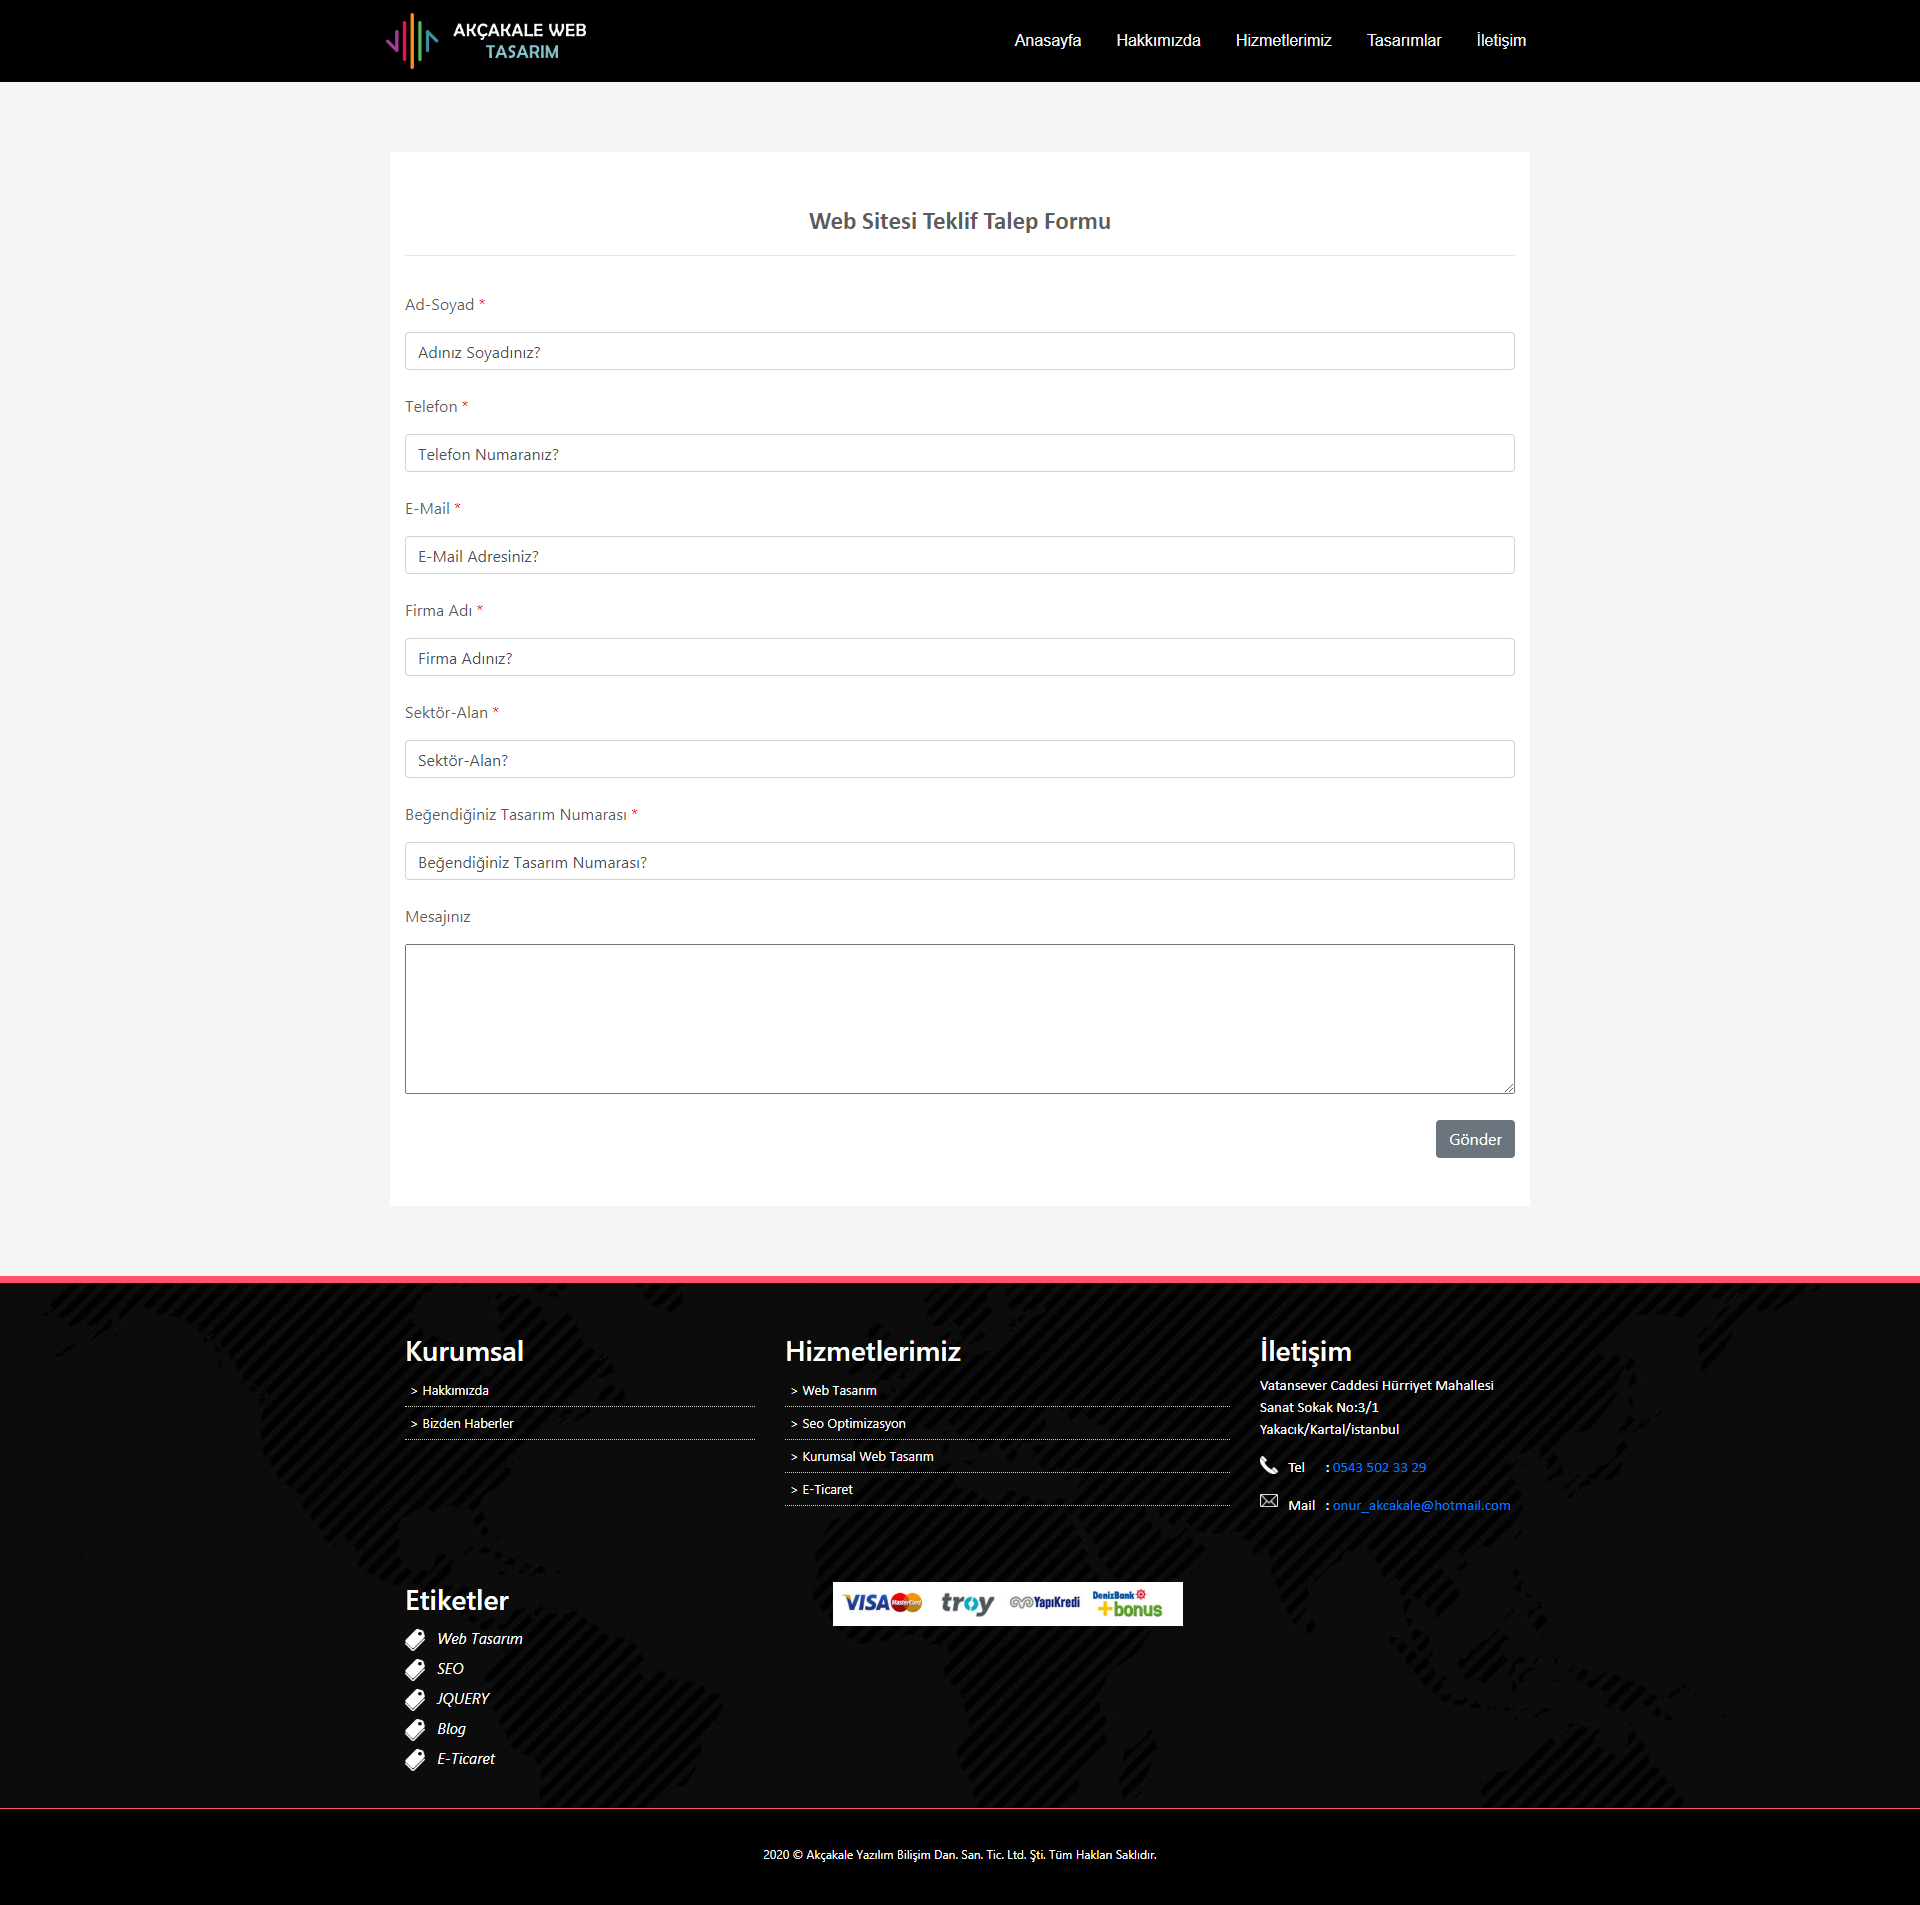 AKÇAKALE WEB
TASARIM
Anasayfa
Hakkımızda
Hizmetlerimiz
Tasarımlar
İletişim
Web Sitesi Teklif Talep Formu
Ad-Soyad *
Adınız Soyadınız?
Telefon *
Telefon Numaranız?
E-Mail *
E-Mail Adresiniz?
Firma Adı *
Firma Adınız?
Sektör-Alan *
Sektör-Alan?
Beğendiğiniz Tasarım Numarası *
Beğendiğiniz Tasarım Numarası?
Mesajınız
Gönder
Kurumsal
> Hakkımızda
> Bizden Haberler
Hizmetlerimiz
> Web Tasarım
> Seo Optimizasyon
> Kurumsal Web Tasarım
> E-Ticaret
İletişim
Vatansever Caddesi Hürriyet Mahallesi
Sanat Sokak No:3/1
Yakacık/Kartal/istanbul
Tel : 0543 502 33 29
Mail : onur_akcakale@hotmail.com
Etiketler
Web Tasarım
SEO
JQUERY
Blog
E-Ticaret
VISA MasterCard troy YapıKredi DenizBank +bonus
2020 © Akçakale Yazılım Bilişim Dan. San. Tic. Ltd. Şti. Tüm Hakları Saklıdır.